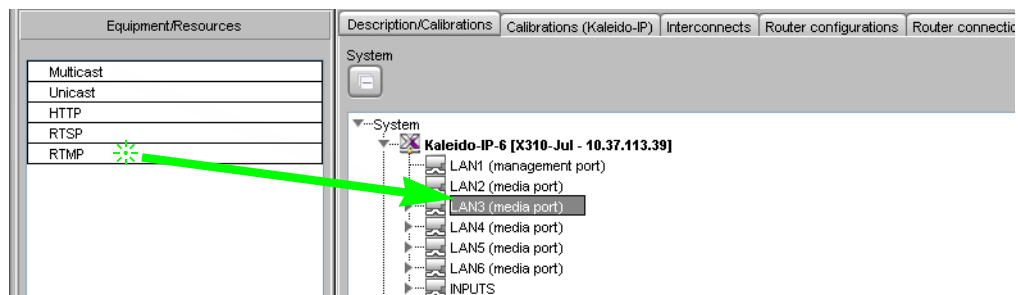 Equipment/Resources
Multicast
Unicast
HTTP
RTSP
RTMP
Description/Calibrations Calibrations (Kaleido-IP) Interconnects Router configurations Router connectio
System
System
Kaleido-IP-6 [X310-Jul - 10.37.113.39]
LAN1 (management port)
LAN2 (media port)
LAN3 (media port)
LAN4 (media port)
LAN5 (media port)
LAN6 (media port)
INPUTS